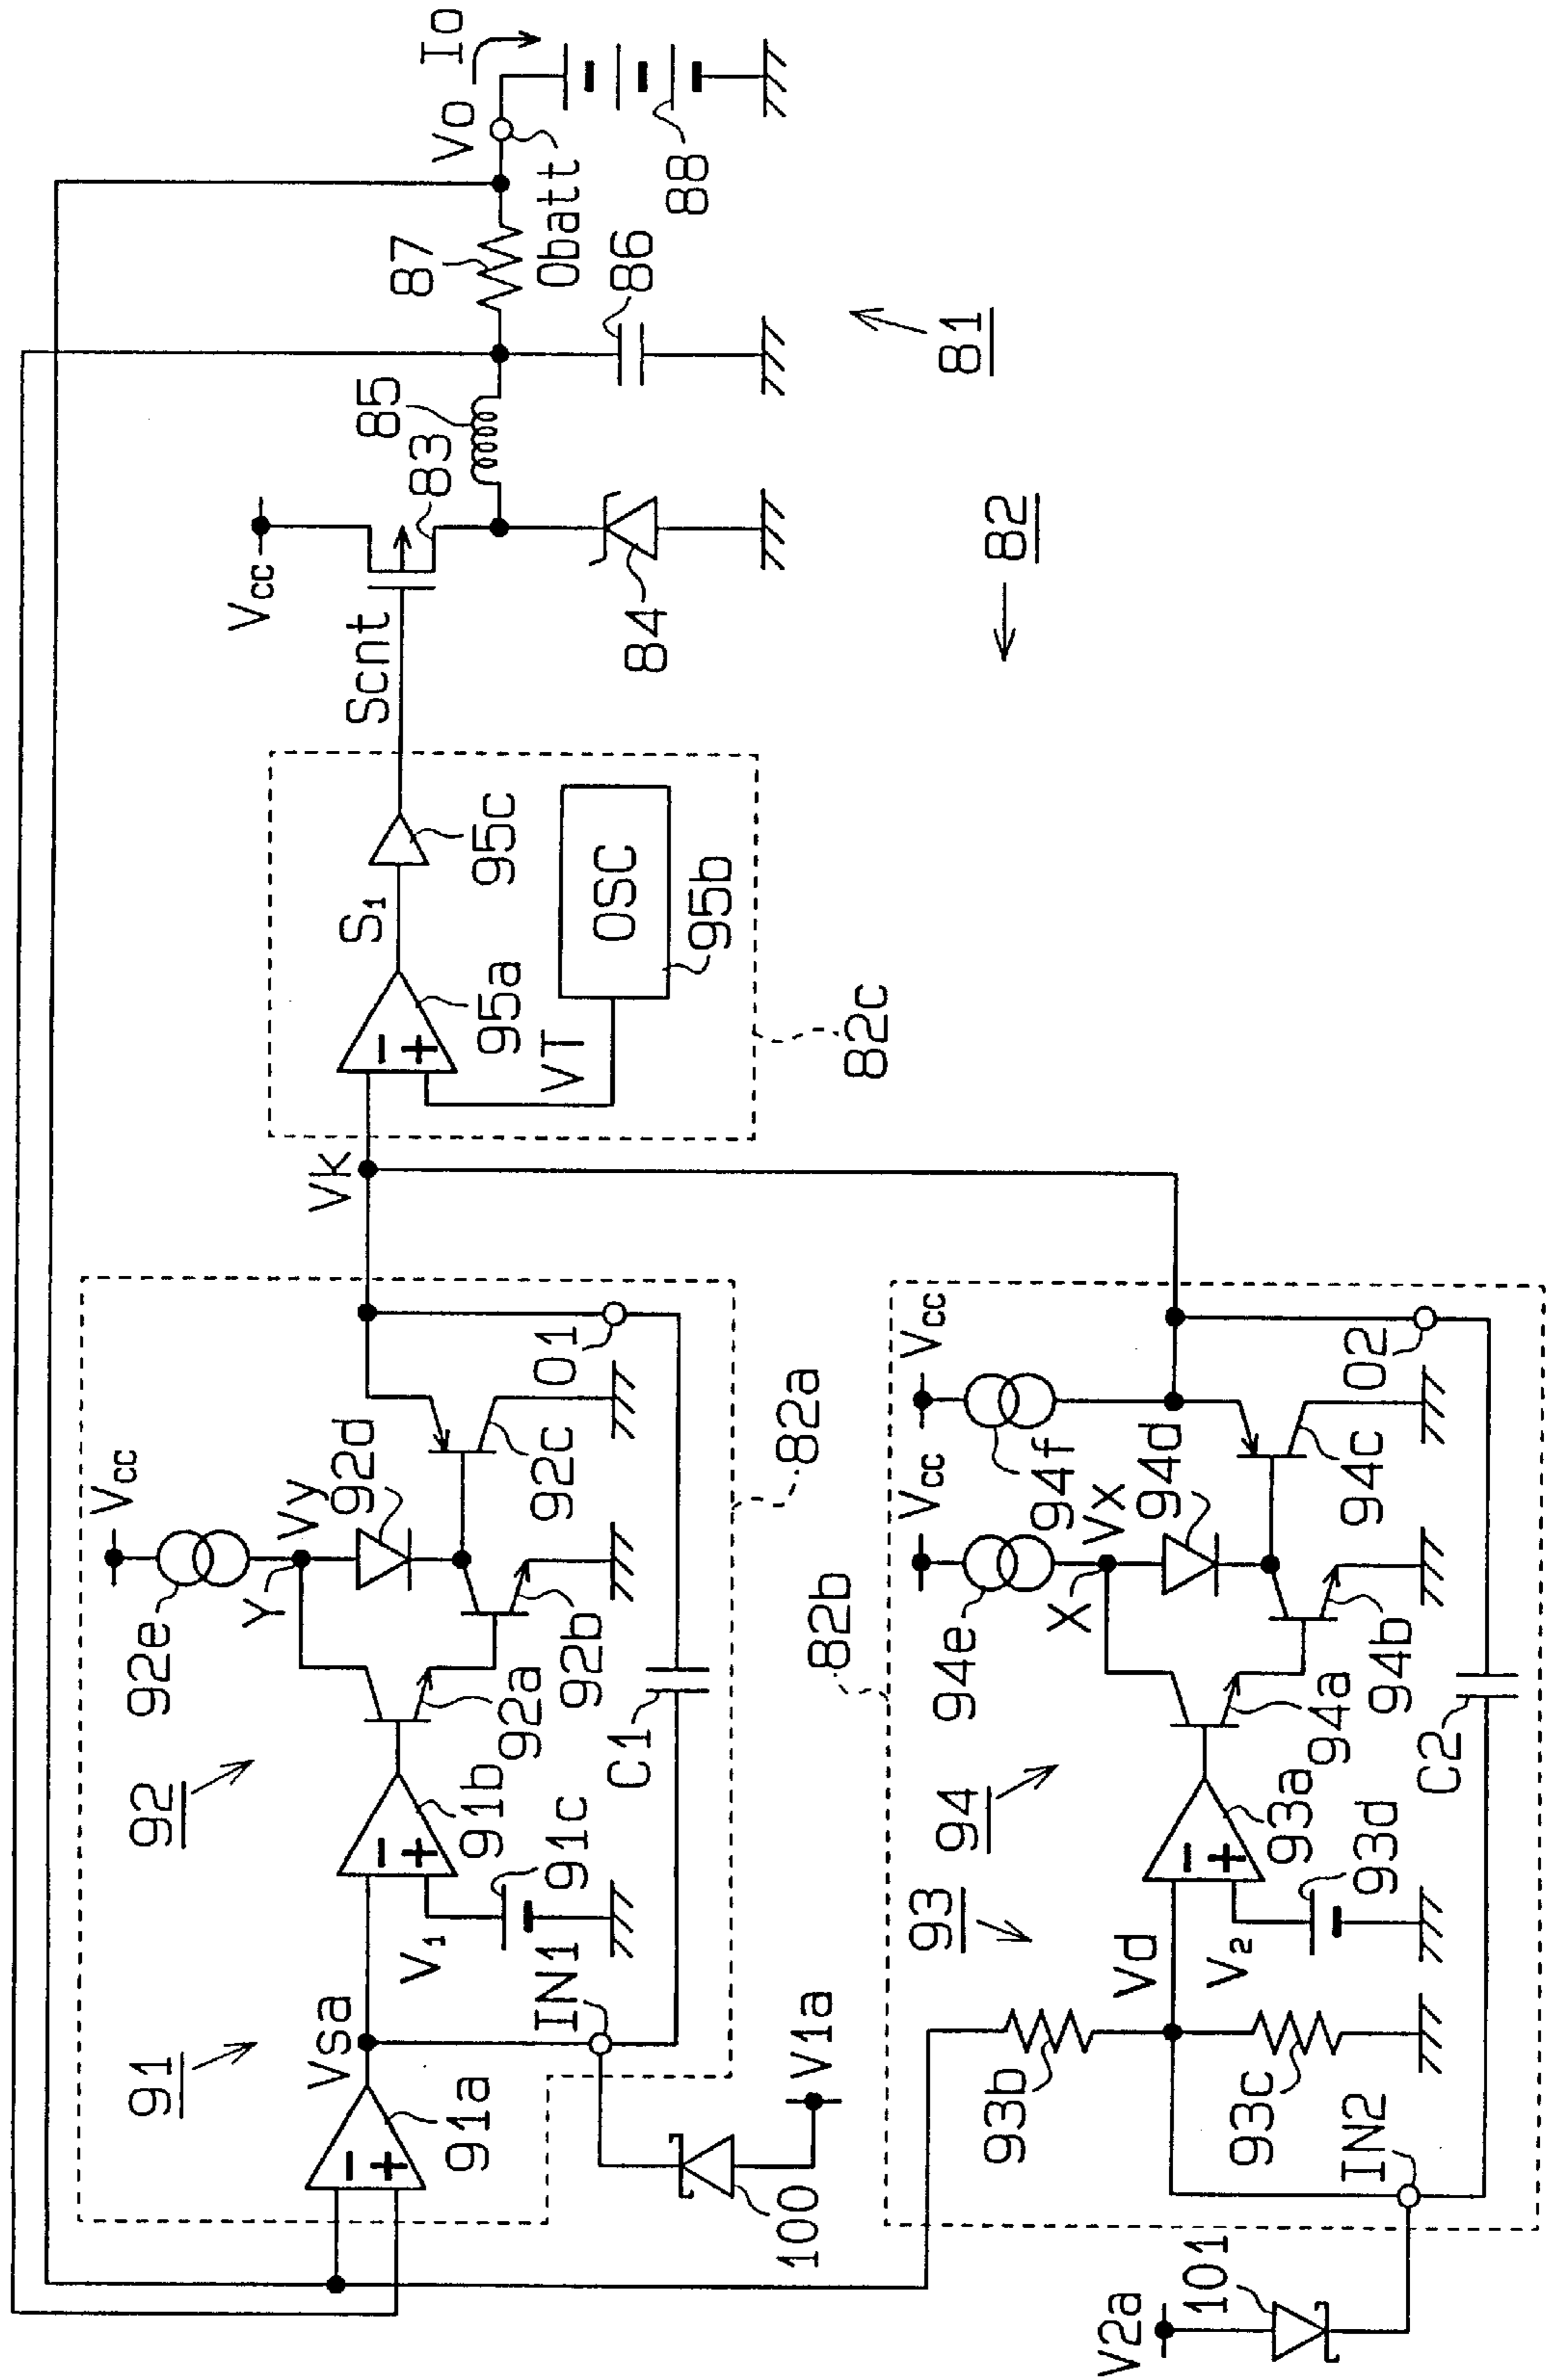 Vcc
Scnt
83
85
87
Vo
Io
Obatt
88
86
84
81
82
S1
95c
95a
OSC
95b
VT
82c
VK
92
Vcc
92e
Y
Vy
92d
92c
92b
92a
O1
82a
91
Vsa
91a
91b
V1
91c
C1
IN1
100
V1a
82b
Vcc
Vcc
94e
94f
X
Vx
94d
94c
94b
94a
O2
94
93
Vd
93a
V2
93d
C2
93b
93c
IN2
V2a
101